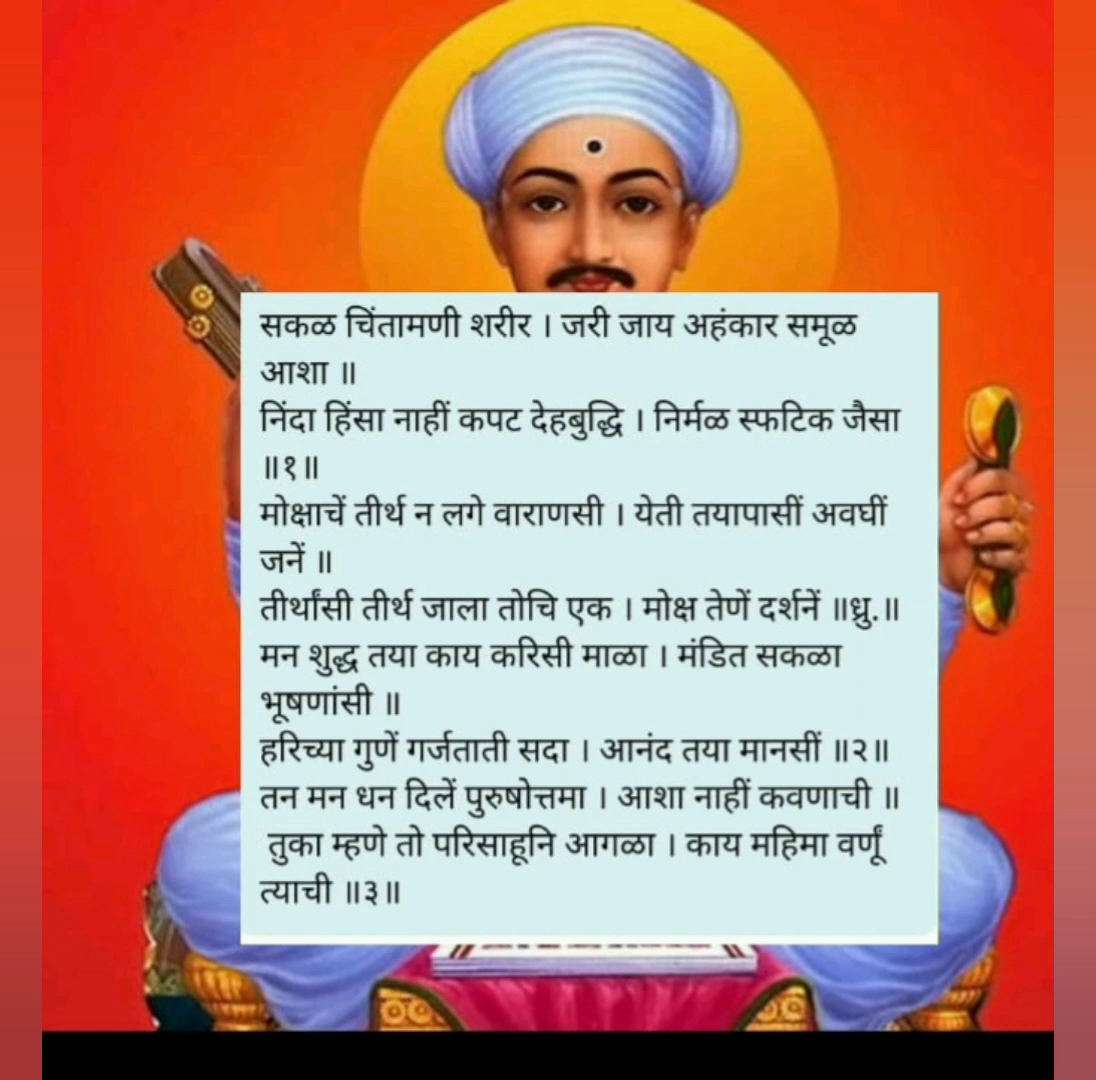 सकळ चिंतामणी शरीर । जरी जाय अहंकार समूळ
आशा ॥
निंदा हिंसा नाहीं कपट देहबुद्धि । निर्मळ स्फटिक जैसा
॥१॥
मोक्षाचें तीर्थ न लगे वाराणसी । येती तयापासीं अवघीं
जनें ॥
तीर्थांसी तीर्थ जाला तोचि एक । मोक्ष तेणें दर्शनें ॥ध्रु.॥
मन शुद्ध तया काय करिसी माळा । मंडित सकळा
भूषणांसी ॥
हरिच्या गुणें गर्जताती सदा । आनंद तया मानसीं ॥२॥
तन मन धन दिलें पुरुषोत्तमा । आशा नाहीं कवणाची ॥
तुका म्हणे तो परिसाहूनि आगळा । काय महिमा वर्णूं
त्याची ॥३॥